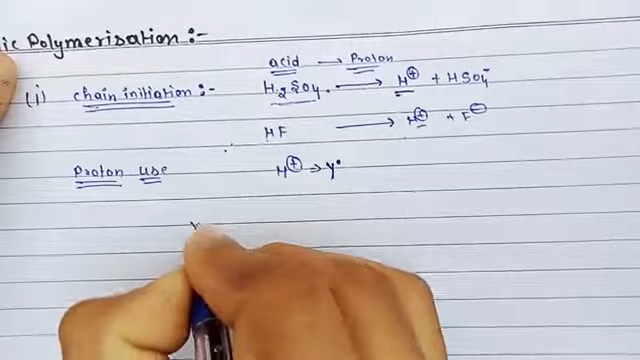 ic Polymerisation :-
acid → Proton
(i) chain initiation :- H₂SO₄ → H⊕ + HSO₄⁻
HF → H⊕ + F⊖
Proton use H⊕ → Y•